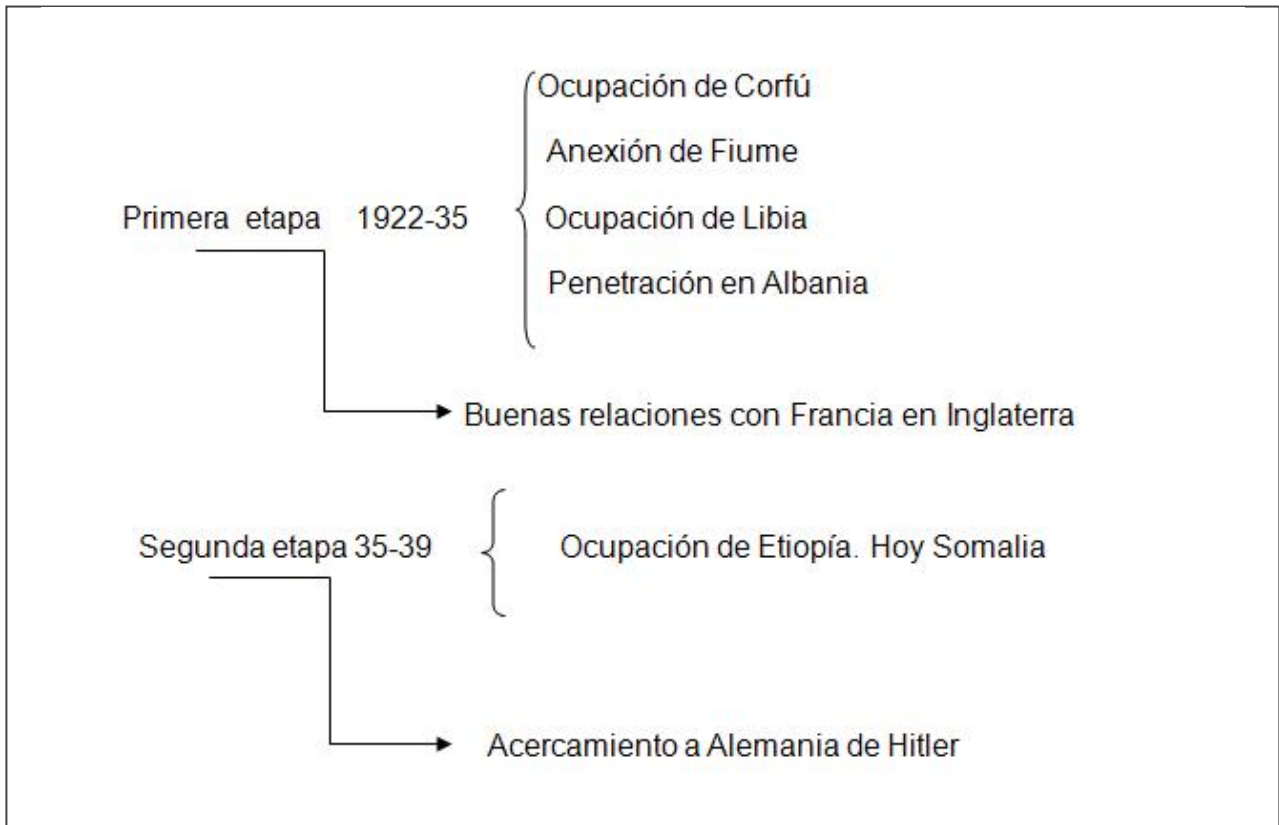 Ocupación de Corfú
Anexión de Fiume
Primera etapa 1922-35
Ocupación de Libia
Penetración en Albania
Buenas relaciones con Francia en Inglaterra
Segunda etapa 35-39
Ocupación de Etiopía. Hoy Somalia
Acercamiento a Alemania de Hitler